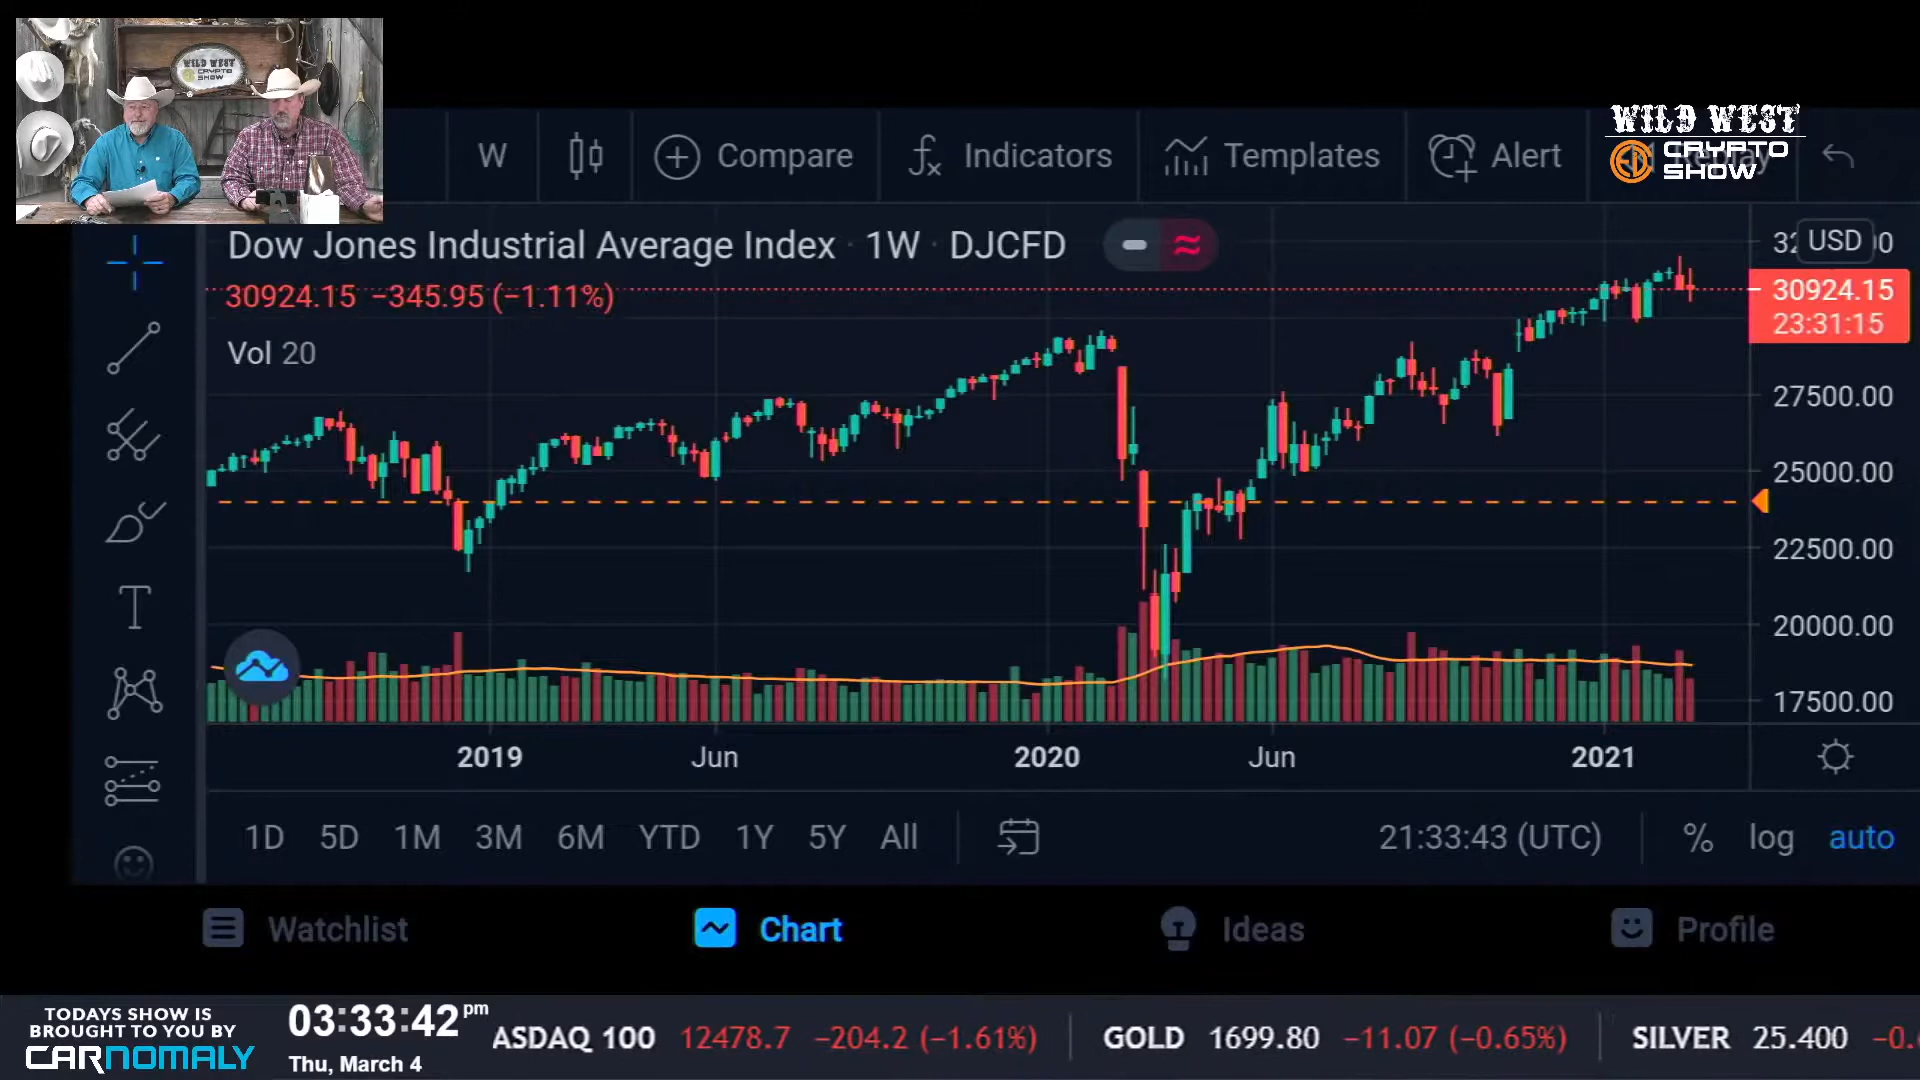 WILD WEST
CRYPTO
SHOW
W
Compare
Indicators
Templates
Alert
Replay
WILD WEST
CRYPTO
SHOW
Dow Jones Industrial Average Index · 1W · DJCFD
USD
30924.15 −345.95 (−1.11%)
30924.15
23:31:15
Vol 20
27500.00
25000.00
22500.00
20000.00
17500.00
2019 Jun 2020 Jun 2021
1D 5D 1M 3M 6M YTD 1Y 5Y All
21:33:43 (UTC) % log auto
Watchlist Chart Ideas Profile
TODAYS SHOW IS
BROUGHT TO YOU BY
CARNOMALY
03:33:42 pm
Thu, March 4
ASDAQ 100 12478.7 −204.2 (−1.61%) GOLD 1699.80 −11.07 (−0.65%) SILVER 25.400